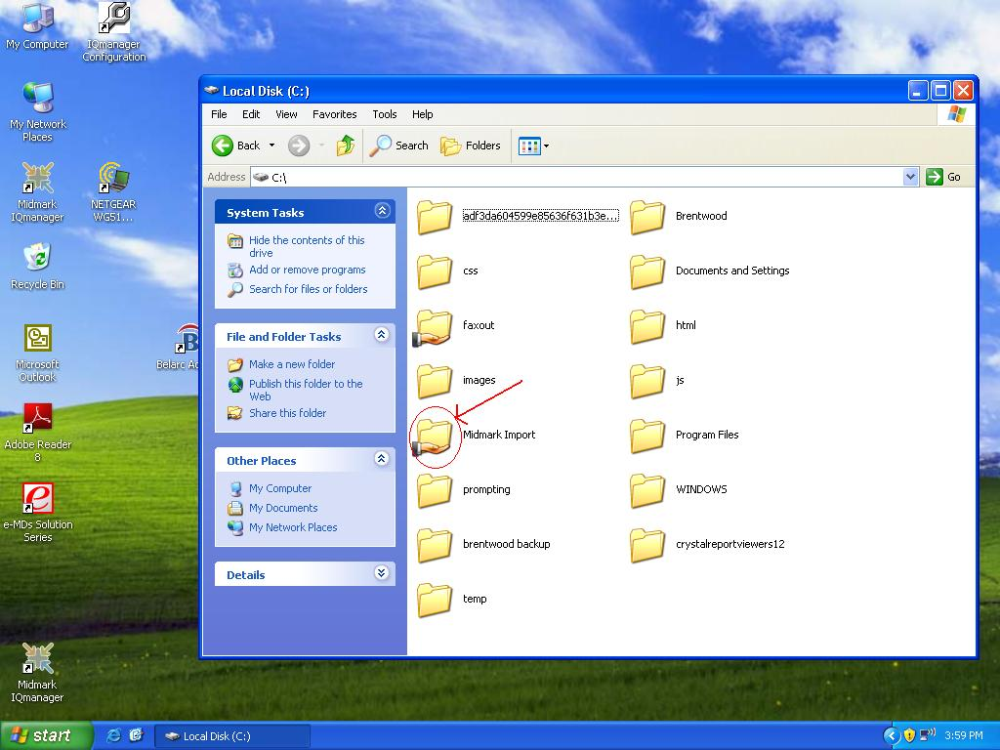 My Computer
IQmanager
Configuration
My Network
Places
Midmark
IQmanager
NETGEAR
WG51...
Recycle Bin
Microsoft
Outlook
Adobe Reader
8
e-MDs Solution
Series
Midmark
IQmanager
Local Disk (C:)
File Edit View Favorites Tools Help
Back Search Folders
Address C:\ Go
System Tasks
Hide the contents of this
drive
Add or remove programs
Search for files or folders
File and Folder Tasks
Make a new folder
Publish this folder to the
Web
Share this folder
Other Places
My Computer
My Documents
My Network Places
Details
adf3da604599e85636f631b3e... Brentwood
css Documents and Settings
faxout html
images js
Midmark Import Program Files
prompting WINDOWS
brentwood backup crystalreportviewers12
temp
start Local Disk (C:) 3:59 PM